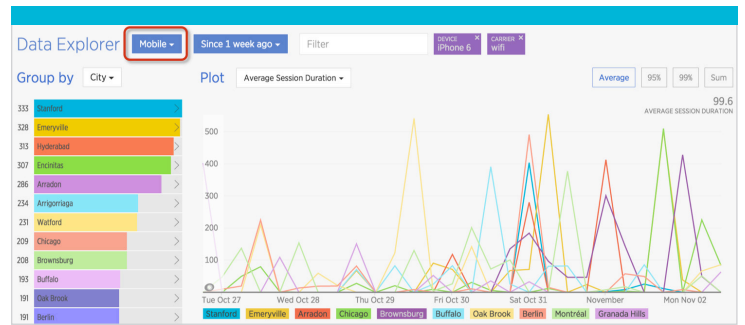 Data Explorer Mobile Since 1 week ago Filter DEVICE × iPhone 6 CARRIER × wifi
Group by City Plot Average Session Duration Average 95% 99% Sum
99.6
AVERAGE SESSION DURATION
333 Stanford
328 Emeryville
313 Hyderabad
307 Encinitas
286 Arradon
234 Arrigorriaga
231 Watford
209 Chicago
208 Brownsburg
193 Buffalo
191 Oak Brook
191 Berlin
500
400
300
200
100
0
Tue Oct 27 Wed Oct 28 Thu Oct 29 Fri Oct 30 Sat Oct 31 November Mon Nov 02
Stanford Emeryville Arradon Chicago Brownsburg Buffalo Oak Brook Berlin Montréal Granada Hills